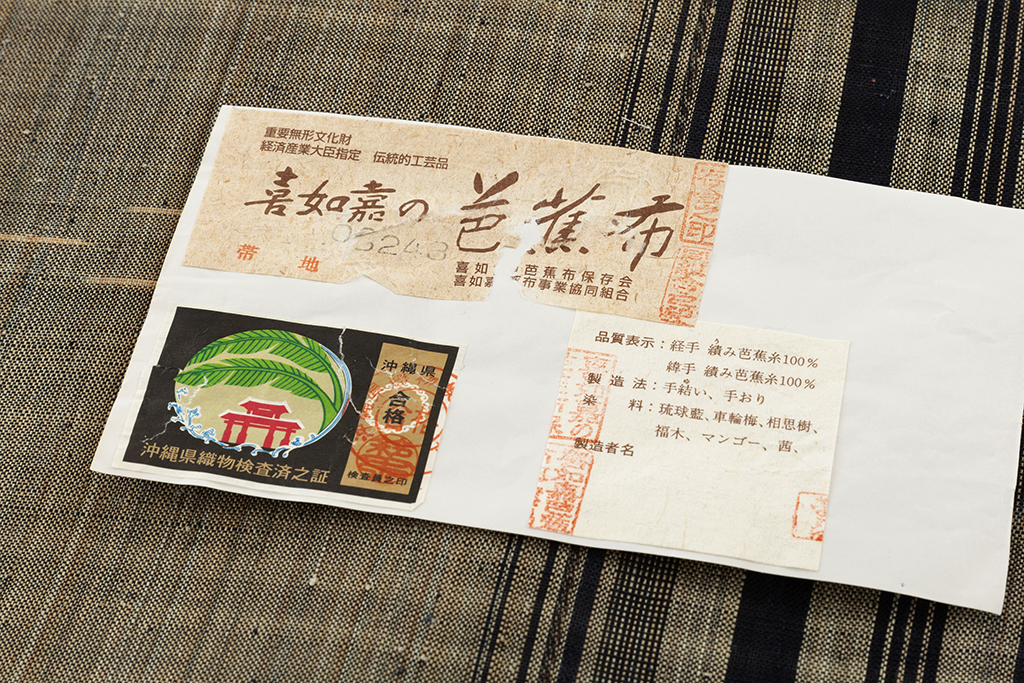 重要無形文化財
経済産業大臣指定 伝統的工芸品
喜如嘉の 芭蕉布
帯地
喜如 芭蕉布保存会
喜如嘉 布事業協同組合
沖縄県
合格
検査員之印
沖縄県織物検査済之証
品質表示：経手 績み芭蕉糸100％
緯手 績み芭蕉糸100％
製造法：手結い、手おり
染料：琉球藍、車輪梅、相思樹、
福木、マンゴー、茜、
製造者名